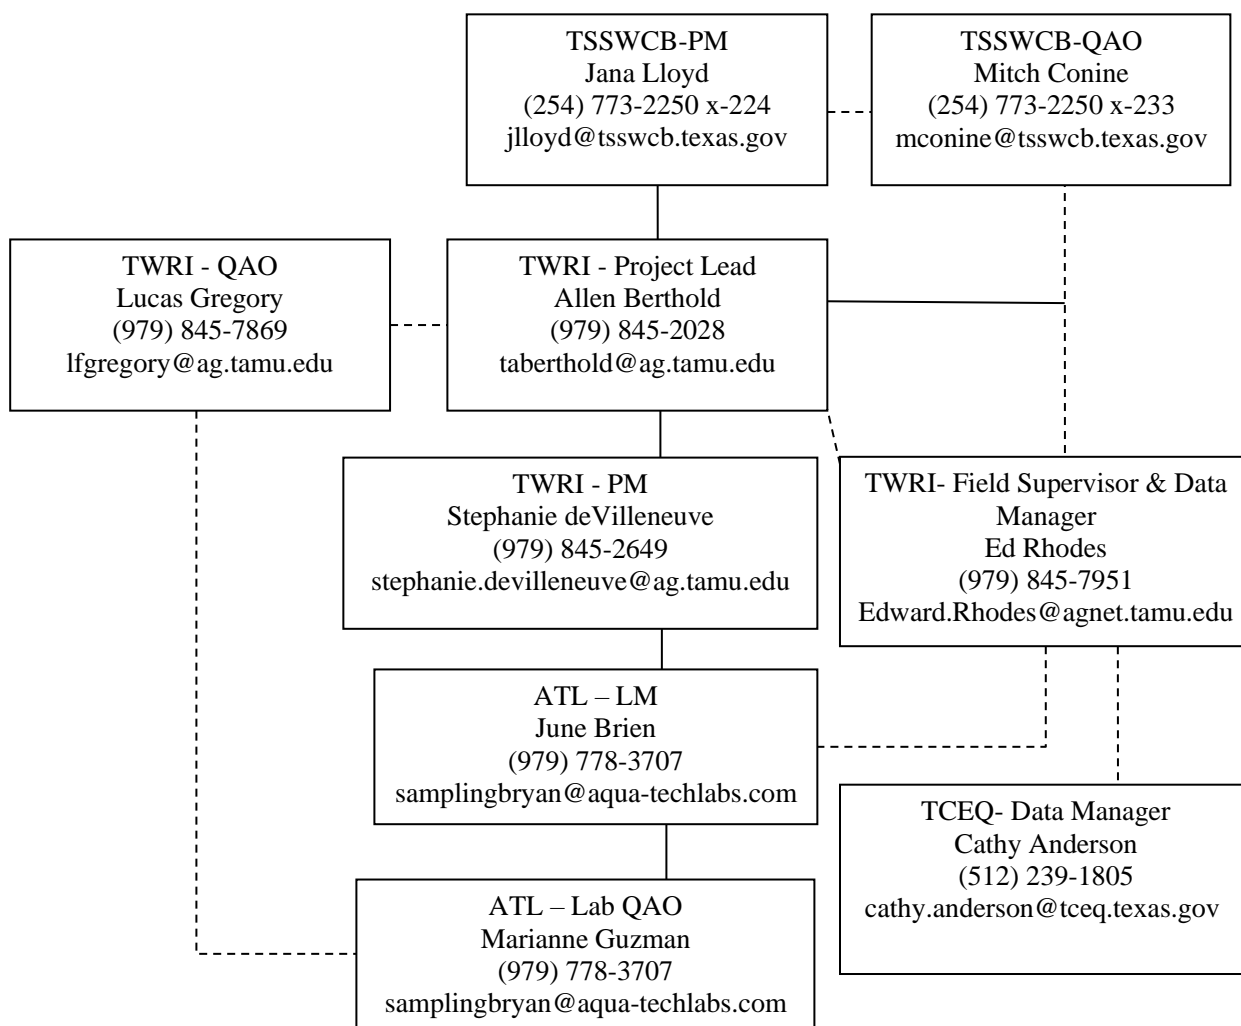 TSSWCB-PM
Jana Lloyd
(254) 773-2250 x-224
jlloyd@tsswcb.texas.gov
TSSWCB-QAO
Mitch Conine
(254) 773-2250 x-233
mconine@tsswcb.texas.gov
TWRI - QAO
Lucas Gregory
(979) 845-7869
lfgregory@ag.tamu.edu
TWRI - Project Lead
Allen Berthold
(979) 845-2028
taberthold@ag.tamu.edu
TWRI - PM
Stephanie deVilleneuve
(979) 845-2649
stephanie.devilleneuve@ag.tamu.edu
TWRI- Field Supervisor & Data
Manager
Ed Rhodes
(979) 845-7951
Edward.Rhodes@agnet.tamu.edu
ATL – LM
June Brien
(979) 778-3707
samplingbryan@aqua-techlabs.com
TCEQ- Data Manager
Cathy Anderson
(512) 239-1805
cathy.anderson@tceq.texas.gov
ATL – Lab QAO
Marianne Guzman
(979) 778-3707
samplingbryan@aqua-techlabs.com